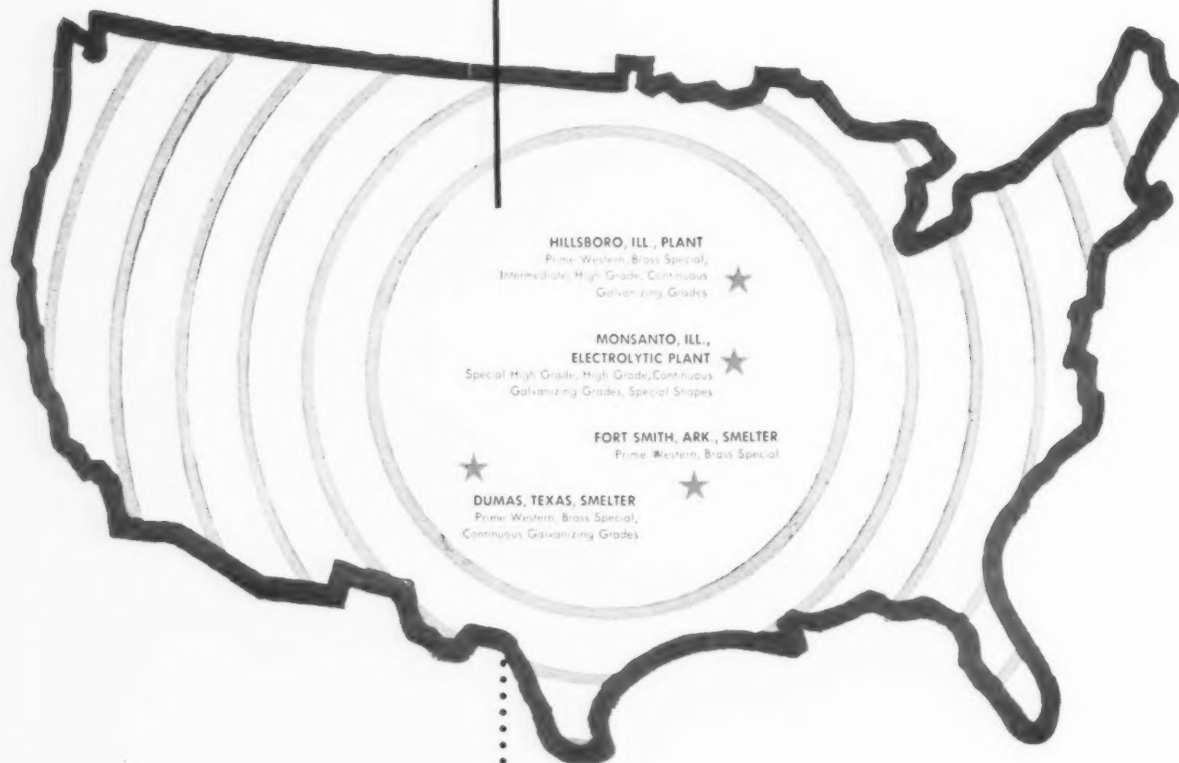 HILLSBORO, ILL., PLANT
Prime Western, Brass Special,
Intermediate, High Grade, Continuous
Galvanizing Grades
MONSANTO, ILL.,
ELECTROLYTIC PLANT
Special High Grade, High Grade, Continuous
Galvanizing Grades, Special Shapes
FORT SMITH, ARK., SMELTER
Prime Western, Brass Special
DUMAS, TEXAS, SMELTER
Prime Western, Brass Special,
Continuous Galvanizing Grades